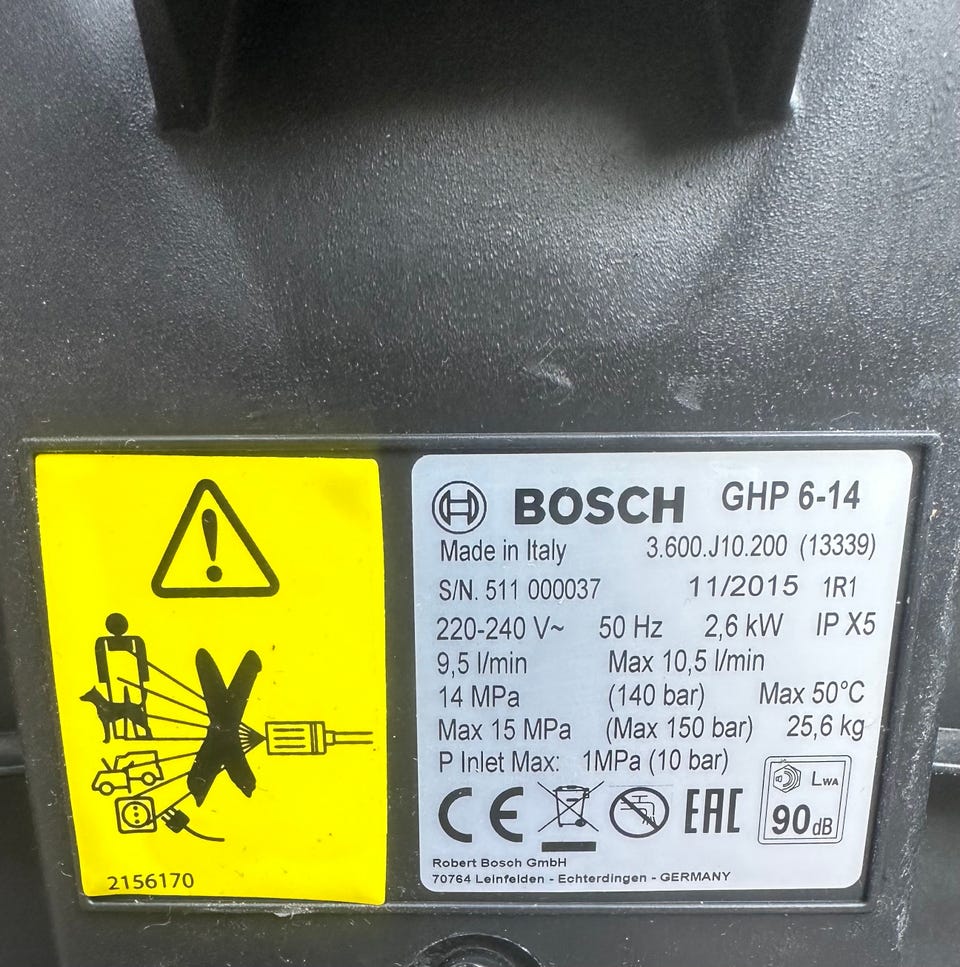 2156170
BOSCH GHP 6-14
Made in Italy 3.600.J10.200 (13339)
S/N. 511 000037 11/2015 1R1
220-240 V~ 50 Hz 2,6 kW IP X5
9,5 l/min Max 10,5 l/min
14 MPa (140 bar) Max 50°C
Max 15 MPa (Max 150 bar) 25,6 kg
P Inlet Max: 1MPa (10 bar)
CE EAC LWA
90dB
Robert Bosch GmbH
70764 Leinfelden - Echterdingen - GERMANY